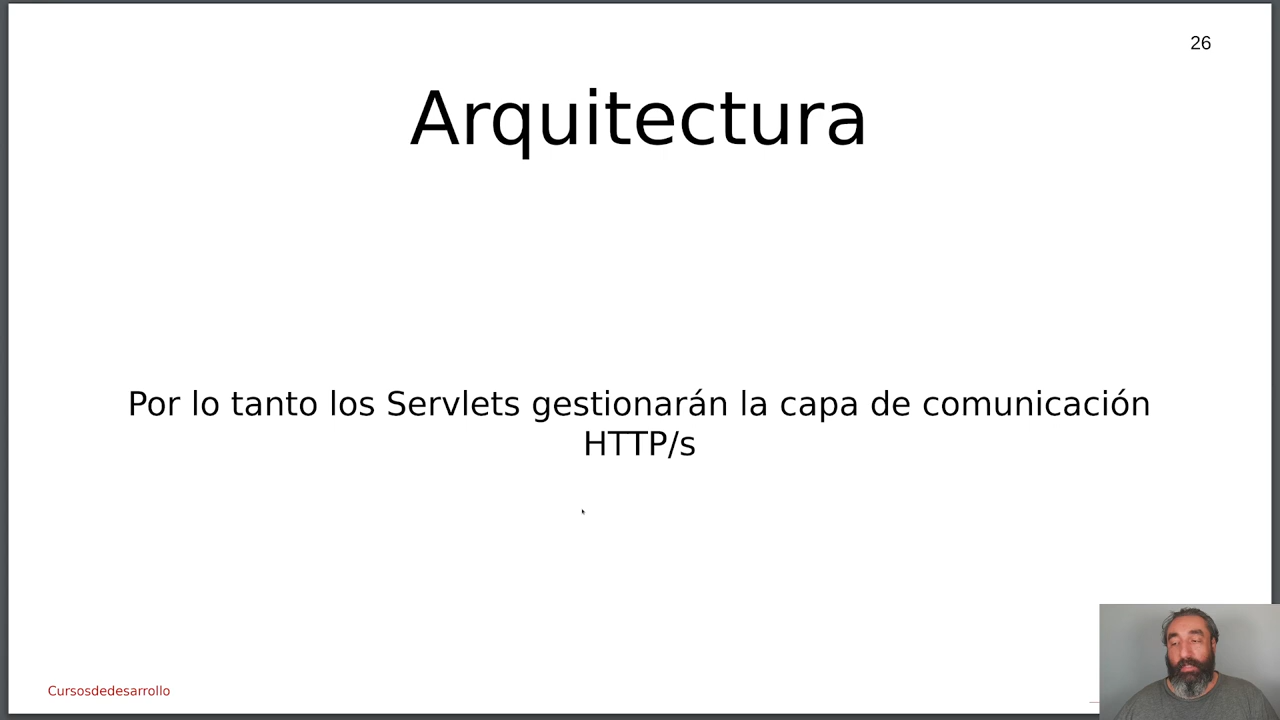 26
Arquitectura
Por lo tanto los Servlets gestionarán la capa de comunicación
HTTP/s
Cursosdedesarrollo